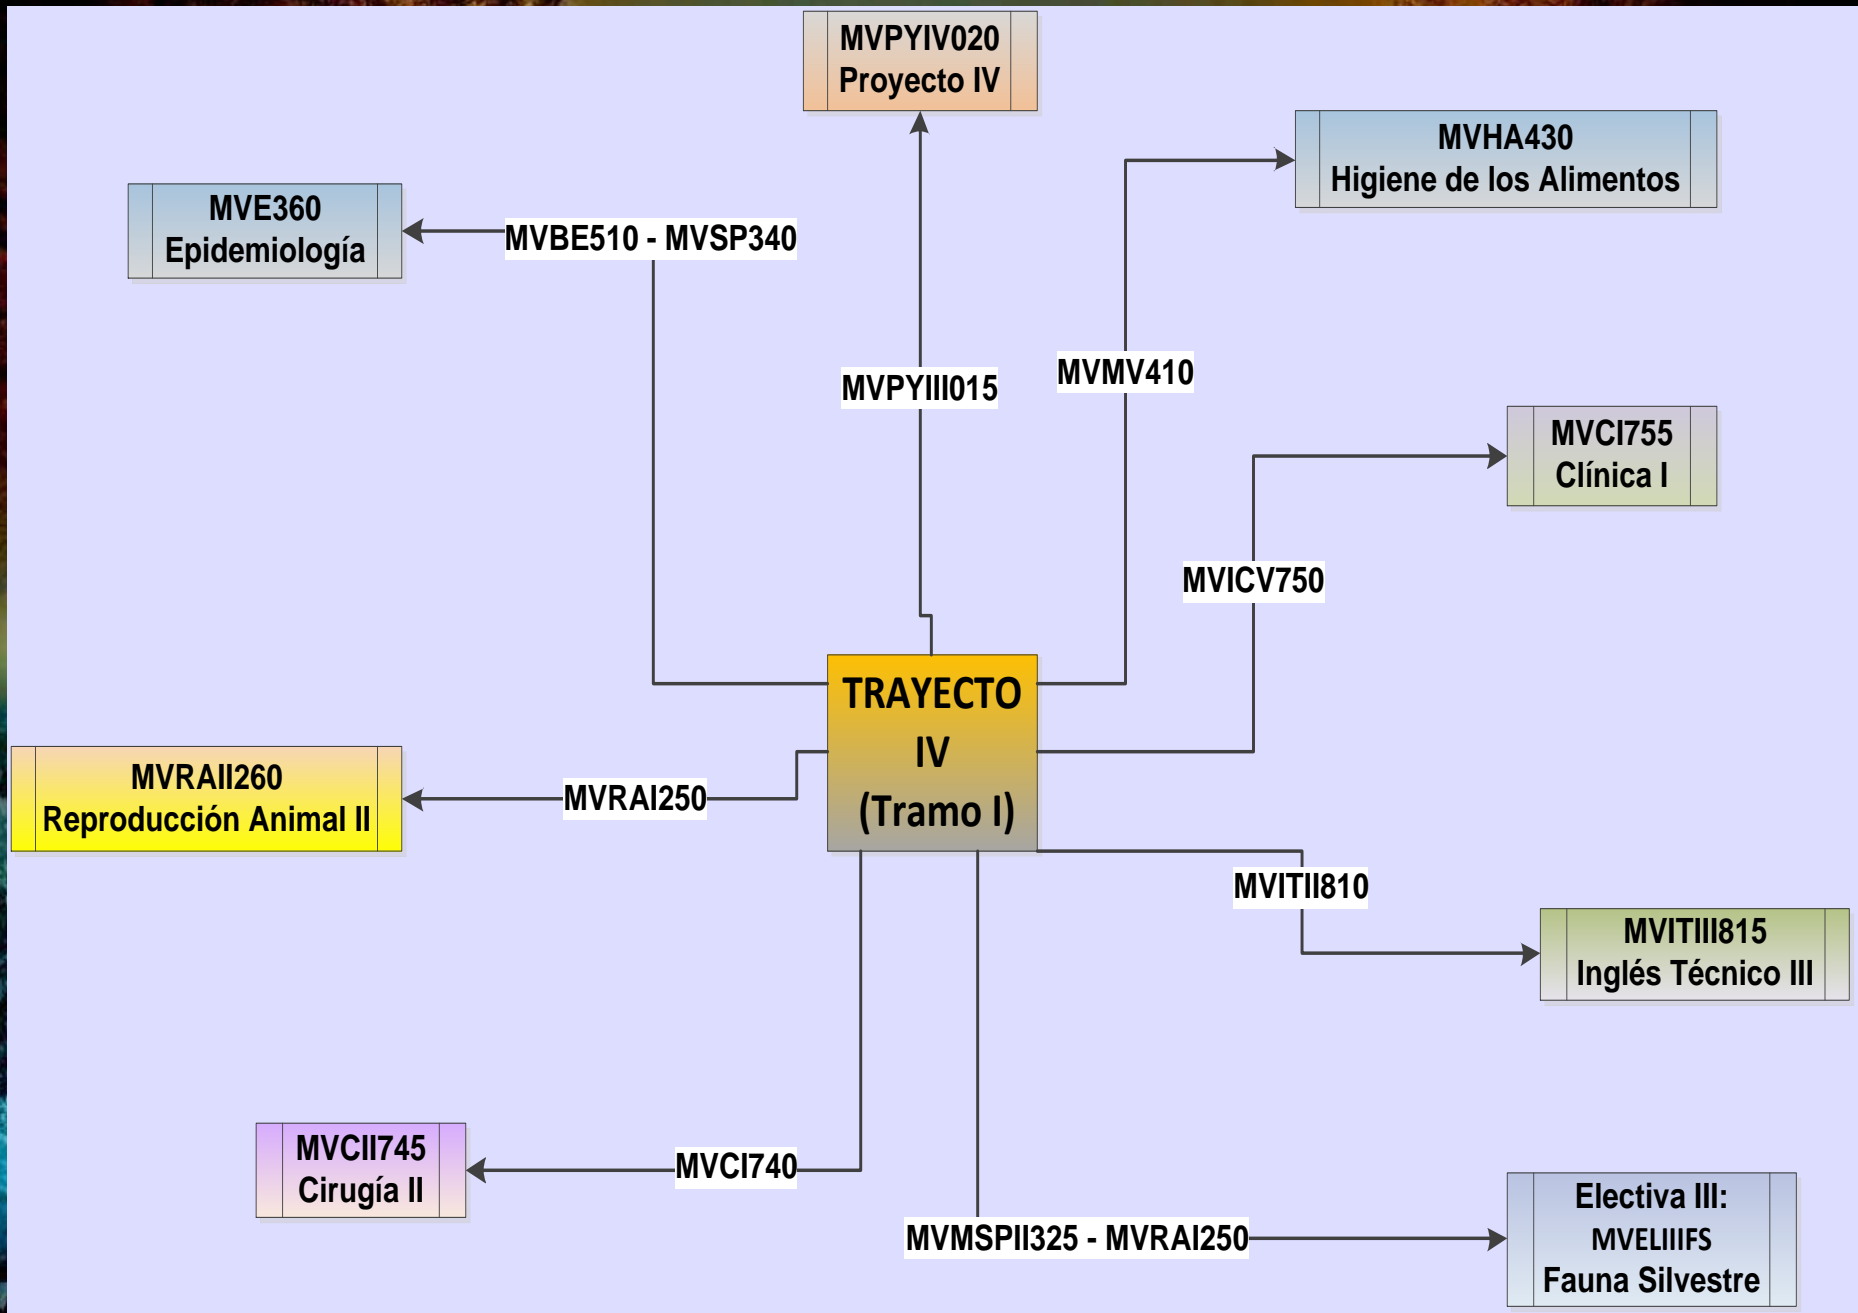 MVPYIV020
Proyecto IV
MVHA430
Higiene de los Alimentos
MVE360
Epidemiología
MVBE510 - MVSP340
MVPYIII015
MVMV410
MVCI755
Clínica I
MVICV750
TRAYECTO
IV
(Tramo I)
MVRAII260
Reproducción Animal II
MVRAI250
MVITII810
MVITIII815
Inglés Técnico III
MVCII745
Cirugía II
MVCI740
MVMSPII325 - MVRAI250
Electiva III:
MVELIIIFS
Fauna Silvestre